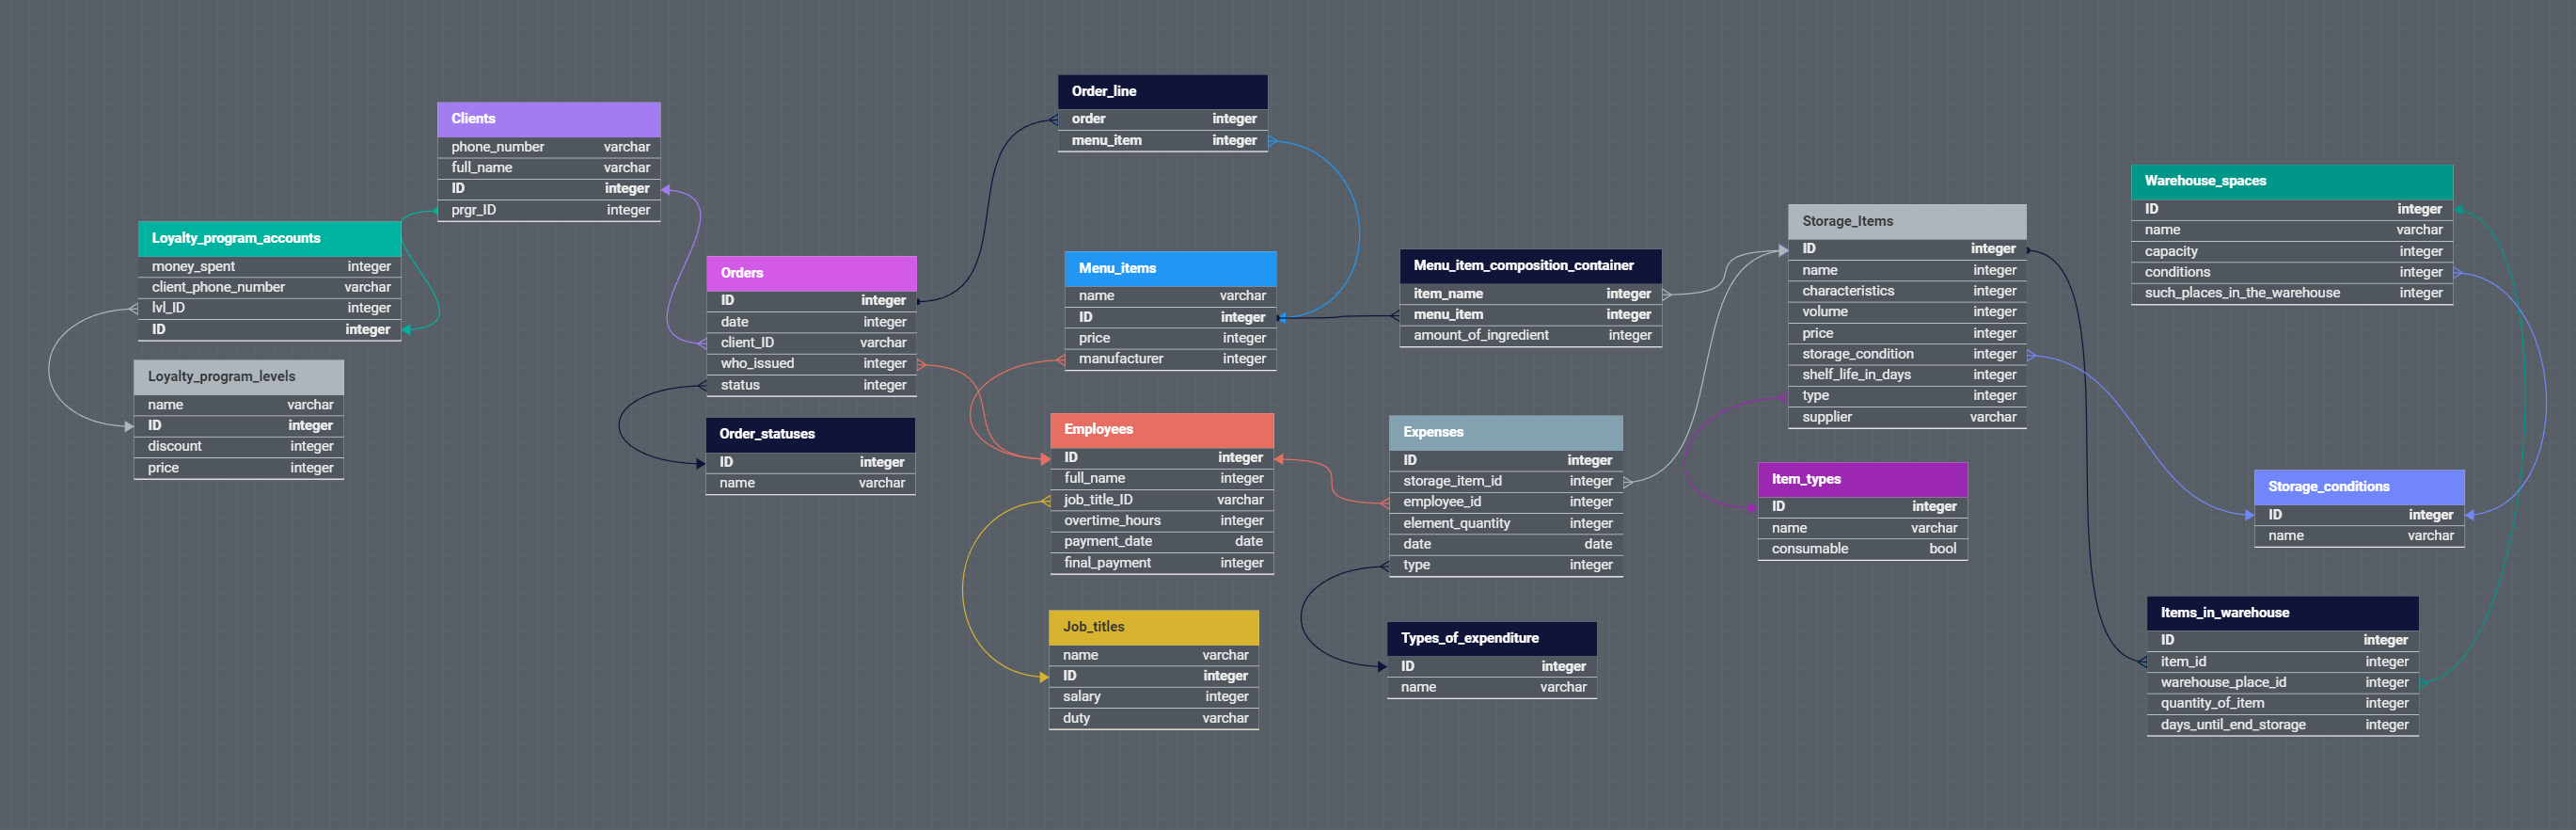 Clients
phone_number varchar
full_name varchar
ID integer
prgr_ID integer
Loyalty_program_accounts
money_spent integer
client_phone_number varchar
lvl_ID integer
ID integer
Loyalty_program_levels
name varchar
ID integer
discount integer
price integer
Orders
ID integer
date integer
client_ID varchar
who_issued integer
status integer
Order_statuses
ID integer
name varchar
Order_line
order integer
menu_item integer
Menu_items
name varchar
ID integer
price integer
manufacturer integer
Employees
ID integer
full_name integer
job_title_ID varchar
overtime_hours integer
payment_date date
final_payment integer
Job_titles
name varchar
ID integer
salary integer
duty varchar
Menu_item_composition_container
item_name integer
menu_item integer
amount_of_ingredient integer
Expenses
ID integer
storage_item_id integer
employee_id integer
element_quantity integer
date date
type integer
Types_of_expenditure
ID integer
name varchar
Storage_Items
ID integer
name integer
characteristics integer
volume integer
price integer
storage_condition integer
shelf_life_in_days integer
type integer
supplier varchar
Item_types
ID integer
name varchar
consumable bool
Warehouse_spaces
ID integer
name varchar
capacity integer
conditions integer
such_places_in_the_warehouse integer
Storage_conditions
ID integer
name varchar
Items_in_warehouse
ID integer
item_id integer
warehouse_place_id integer
quantity_of_item integer
days_until_end_storage integer